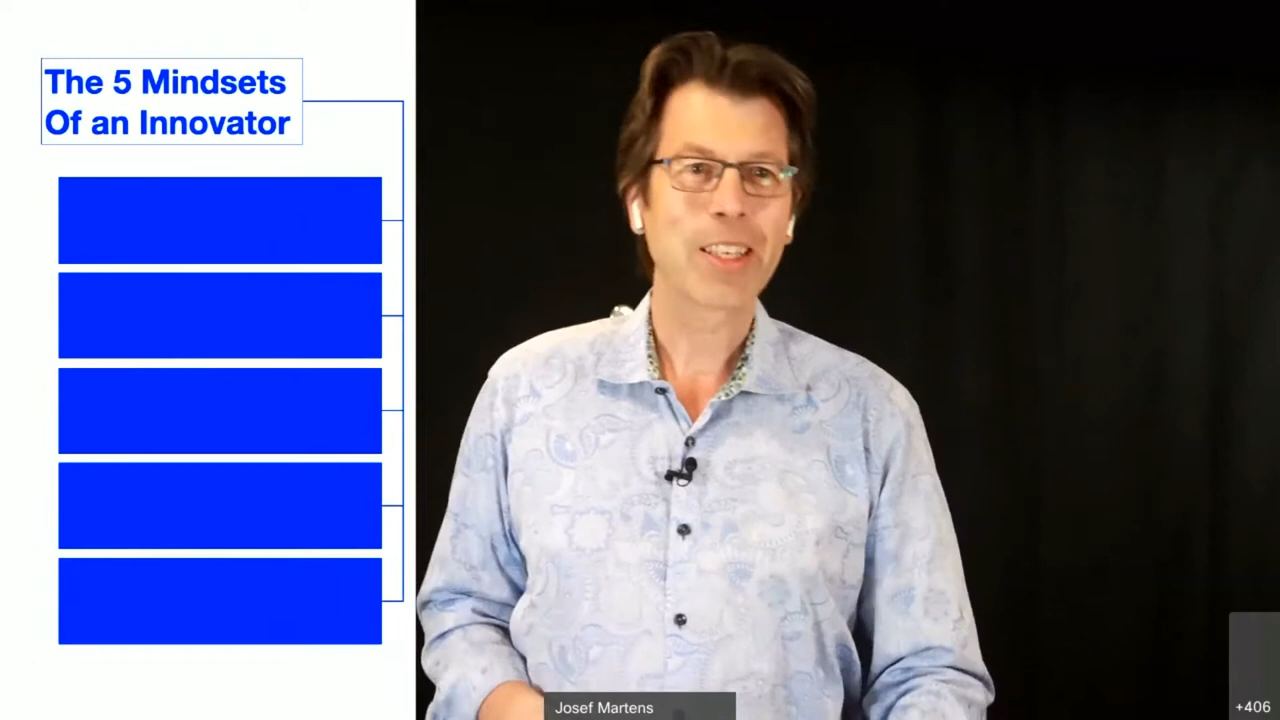 The 5 Mindsets
Of an Innovator
Josef Martens
+406